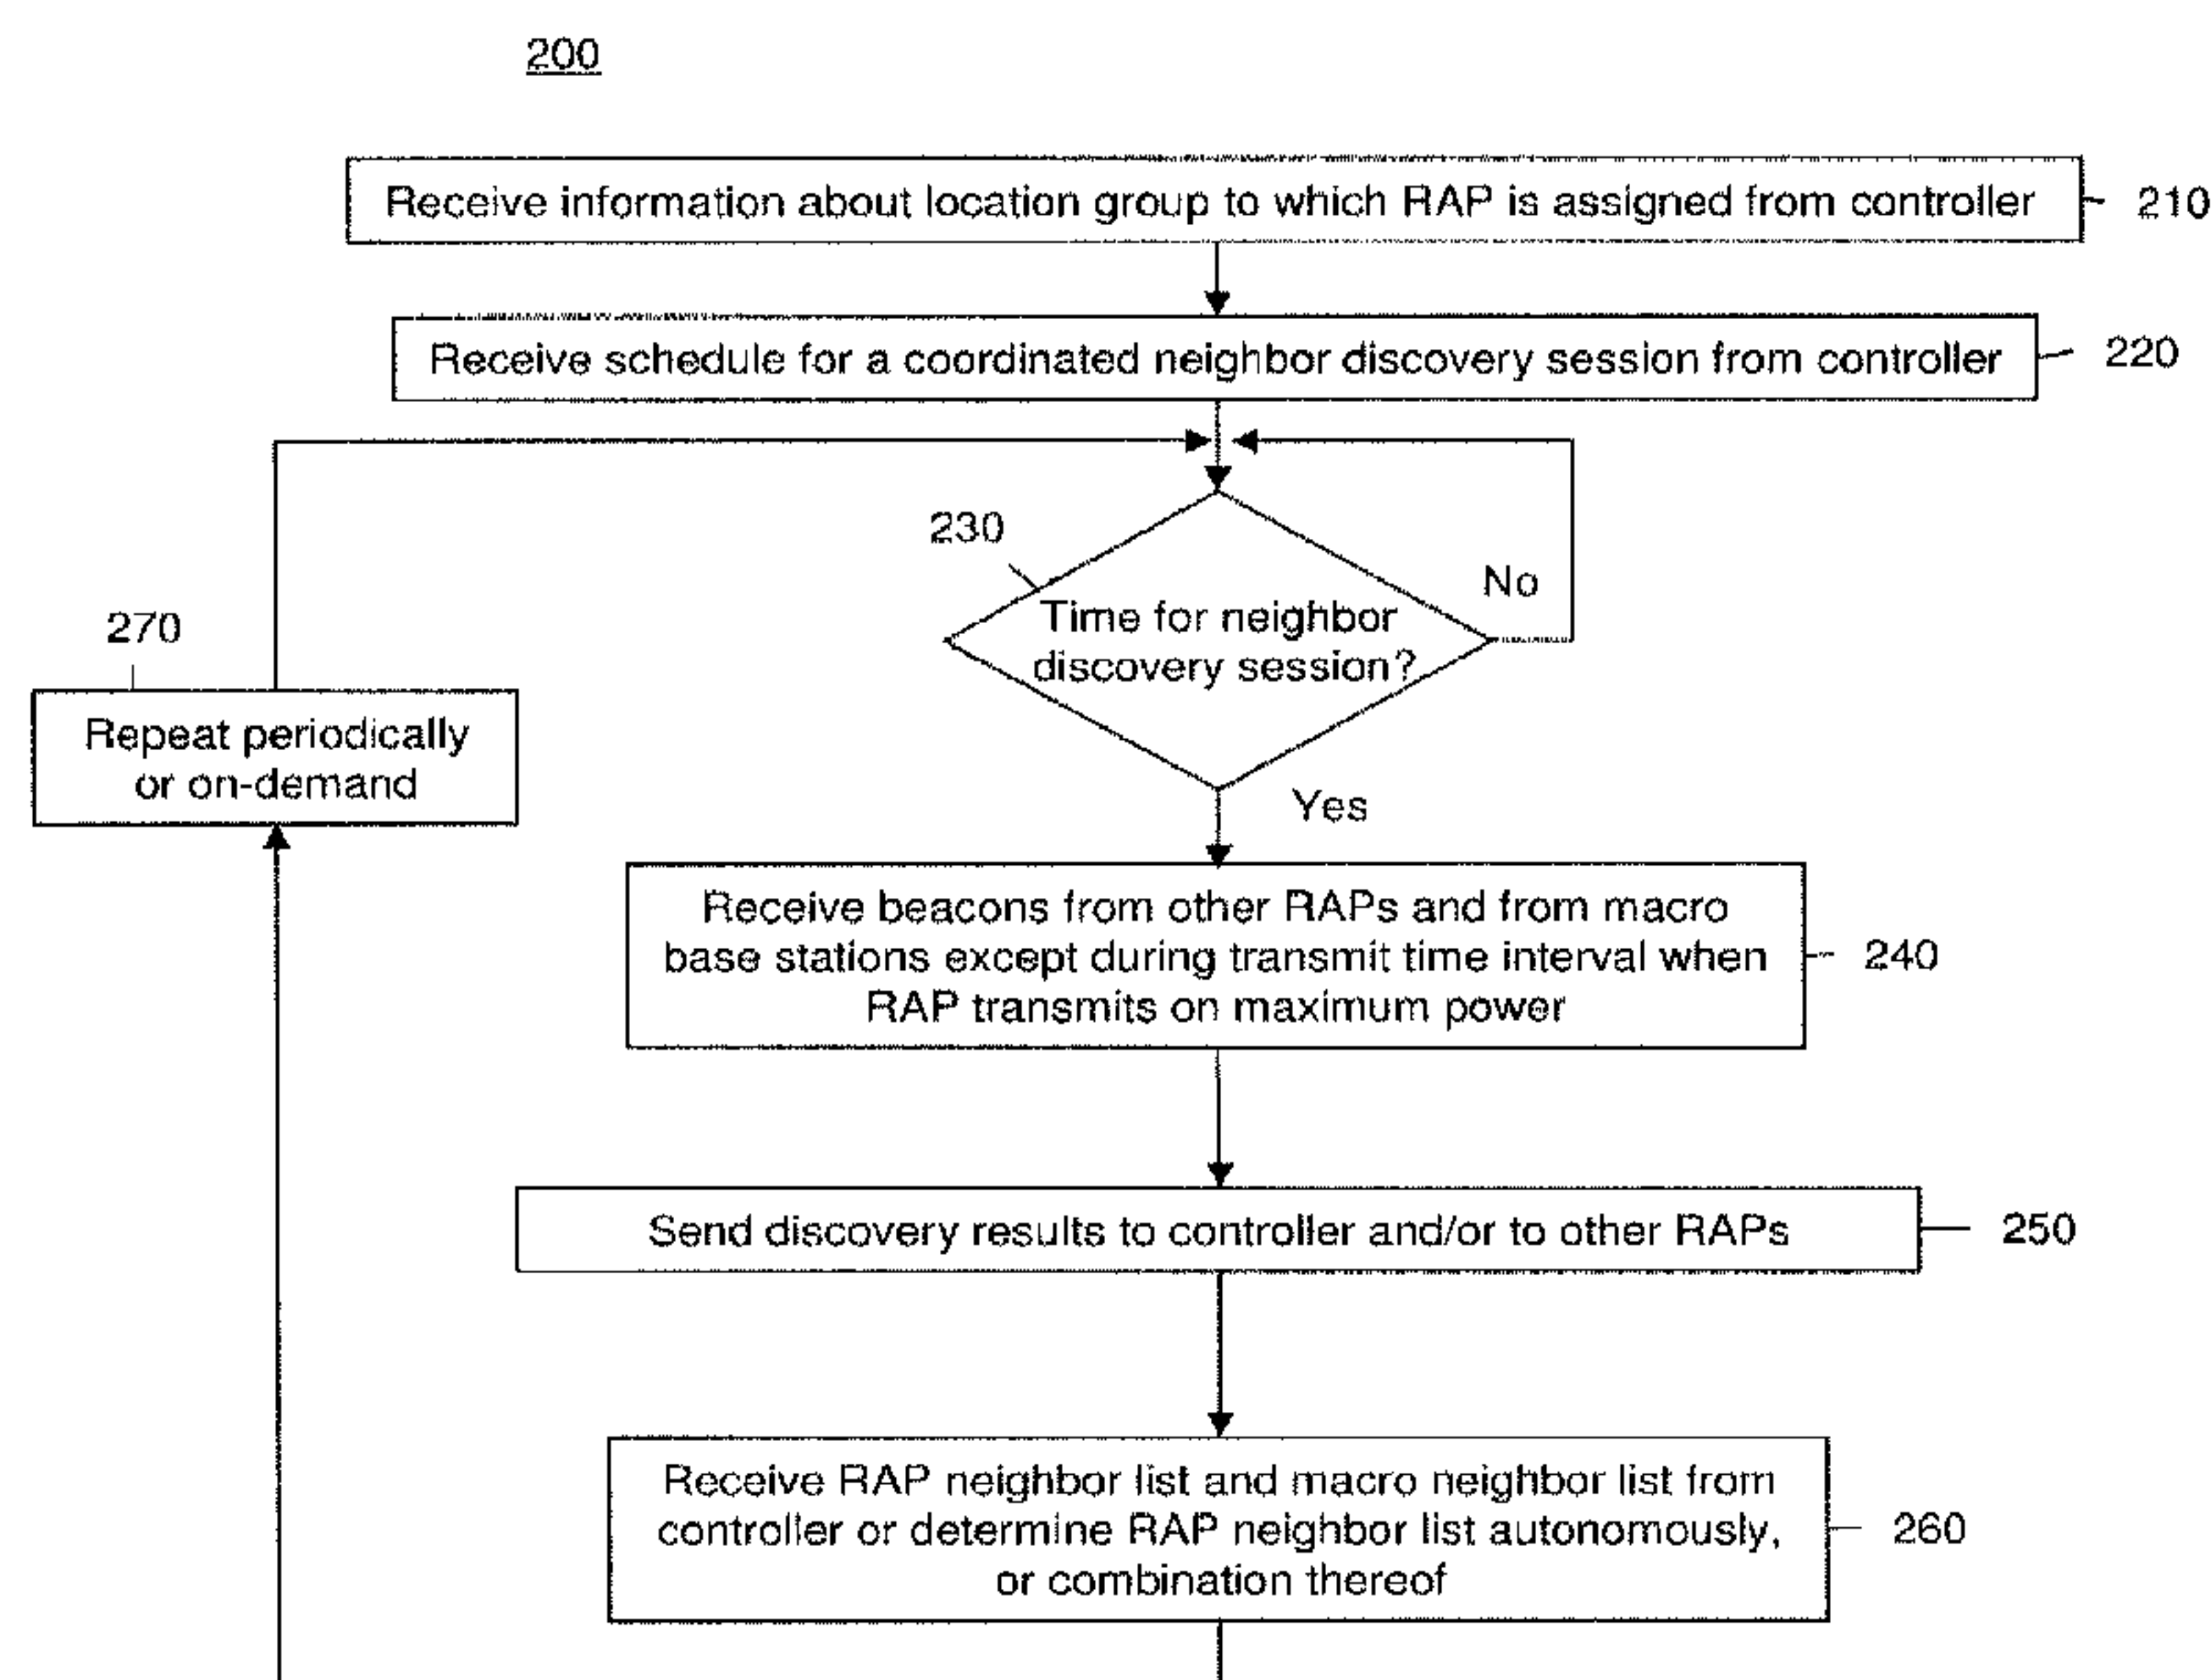 200
Receive information about location group to which RAP is assigned from controller
210
Receive schedule for a coordinated neighbor discovery session from controller
220
230
No
Time for neighbor
discovery session?
270
Repeat periodically
or on-demand
Yes
Receive beacons from other RAPs and from macro
base stations except during transmit time interval when
RAP transmits on maximum power
240
Send discovery results to controller and/or to other RAPs
250
Receive RAP neighbor list and macro neighbor list from
controller or determine RAP neighbor list autonomously,
or combination thereof
260